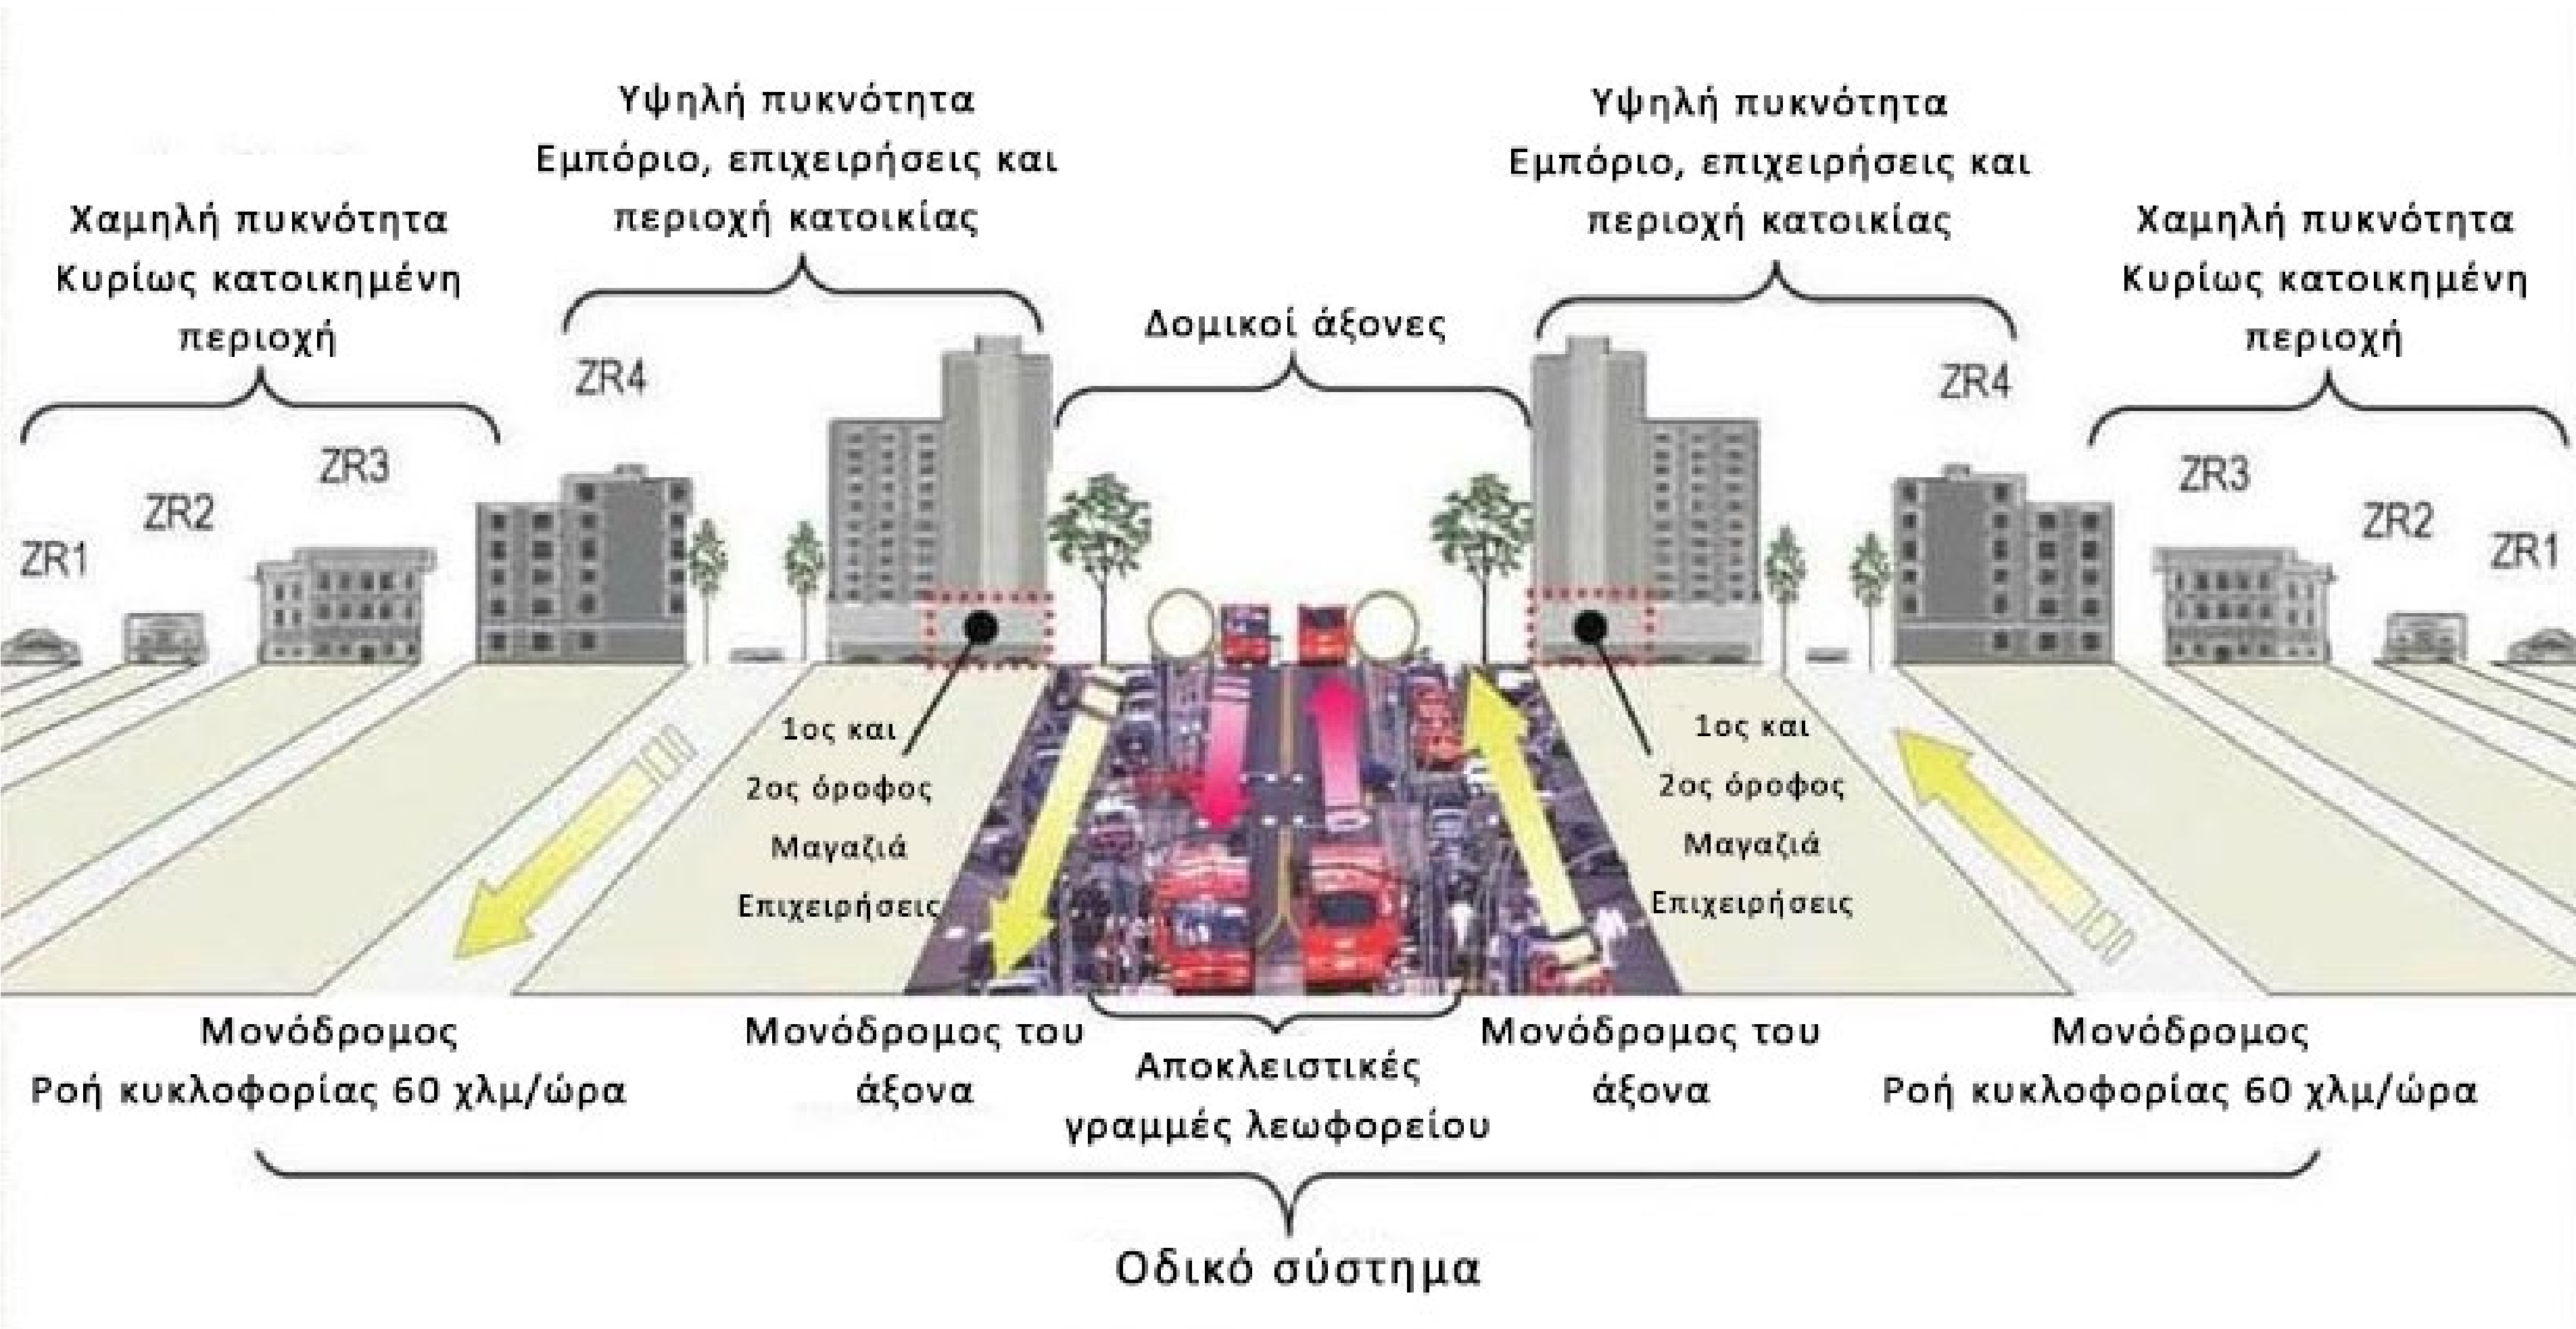 Υψηλή πυκνότητα
Εμπόριο, επιχειρήσεις και
περιοχή κατοικίας
Υψηλή πυκνότητα
Εμπόριο, επιχειρήσεις και
περιοχή κατοικίας
Χαμηλή πυκνότητα
Κυρίως κατοικημένη
περιοχή
Χαμηλή πυκνότητα
Κυρίως κατοικημένη
περιοχή
Δομικοί άξονες
ZR4
ZR4
ZR3
ZR3
ZR2
ZR2
ZR1
ZR1
1ος και
2ος όροφος
Μαγαζιά
Επιχειρήσεις
1ος και
2ος όροφος
Μαγαζιά
Επιχειρήσεις
Μονόδρομος
Ροή κυκλοφορίας 60 χλμ/ώρα
Μονόδρομος του
άξονα
Αποκλειστικές
γραμμές λεωφορείου
Μονόδρομος του
άξονα
Μονόδρομος
Ροή κυκλοφορίας 60 χλμ/ώρα
Οδικό σύστημα